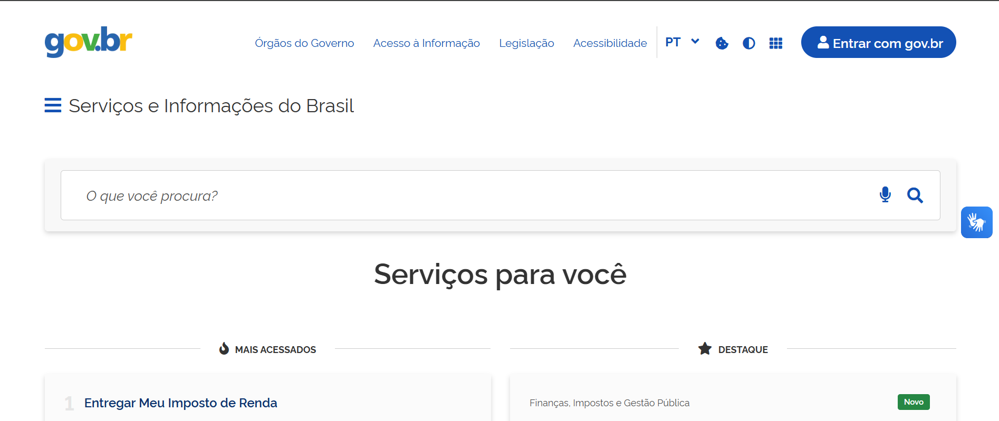 gov.br
Órgãos do Governo Acesso à Informação Legislação Acessibilidade PT Entrar com gov.br
Serviços e Informações do Brasil
O que você procura?
Serviços para você
MAIS ACESSADOS
1 Entregar Meu Imposto de Renda
DESTAQUE
Finanças, Impostos e Gestão Pública Novo